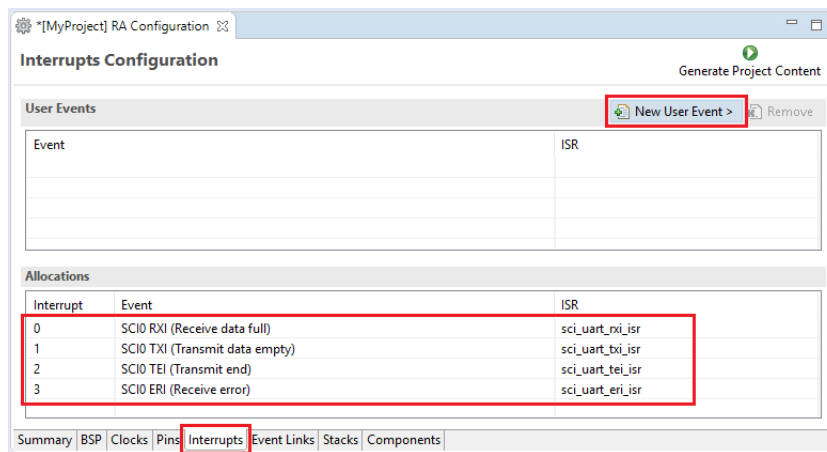 *[MyProject] RA Configuration
Interrupts Configuration
Generate Project Content
User Events
New User Event >
Remove
Event ISR
Allocations
Interrupt Event ISR
0 SCI0 RXI (Receive data full) sci_uart_rxi_isr
1 SCI0 TXI (Transmit data empty) sci_uart_txi_isr
2 SCI0 TEI (Transmit end) sci_uart_tei_isr
3 SCI0 ERI (Receive error) sci_uart_eri_isr
Summary BSP Clocks Pins Interrupts Event Links Stacks Components